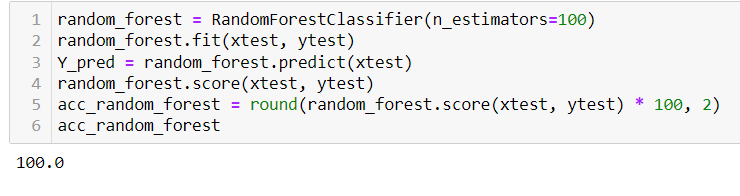 1 random_forest = RandomForestClassifier(n_estimators=100)
2 random_forest.fit(xtest, ytest)
3 Y_pred = random_forest.predict(xtest)
4 random_forest.score(xtest, ytest)
5 acc_random_forest = round(random_forest.score(xtest, ytest) * 100, 2)
6 acc_random_forest
100.0